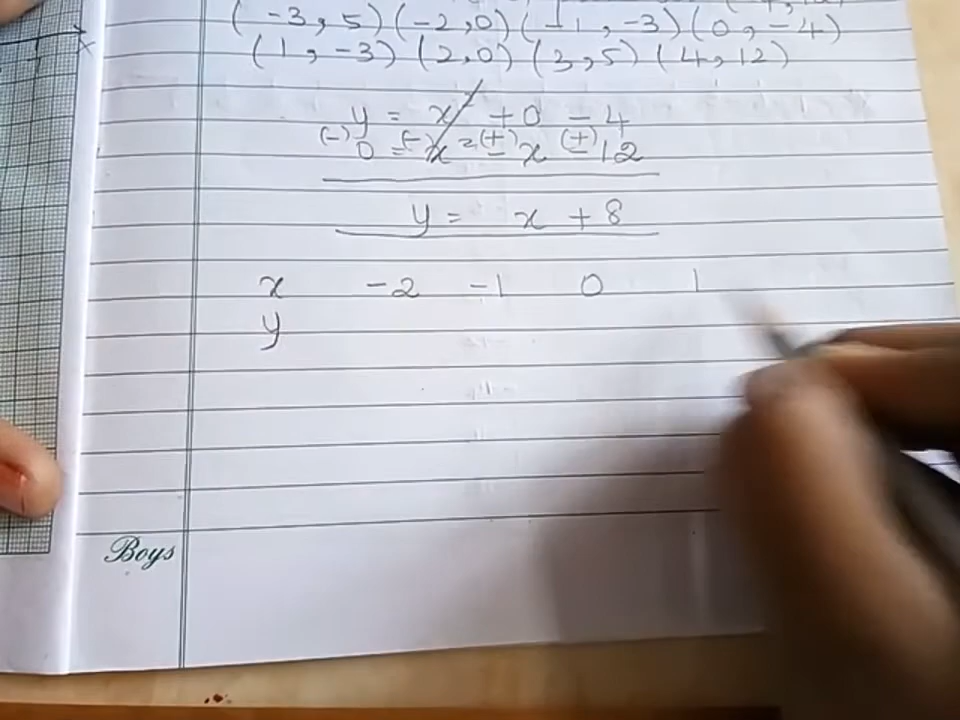 (-3, 5) (-2, 0) (-1, -3) (0, -4)
(1, -3) (2, 0) (3, 5) (4, 12)
y = x² + 0 - 4
(-) 0 = (-) x² (+) - x (+) - 12
y = x + 8
x -2 -1 0 1
y
Boys